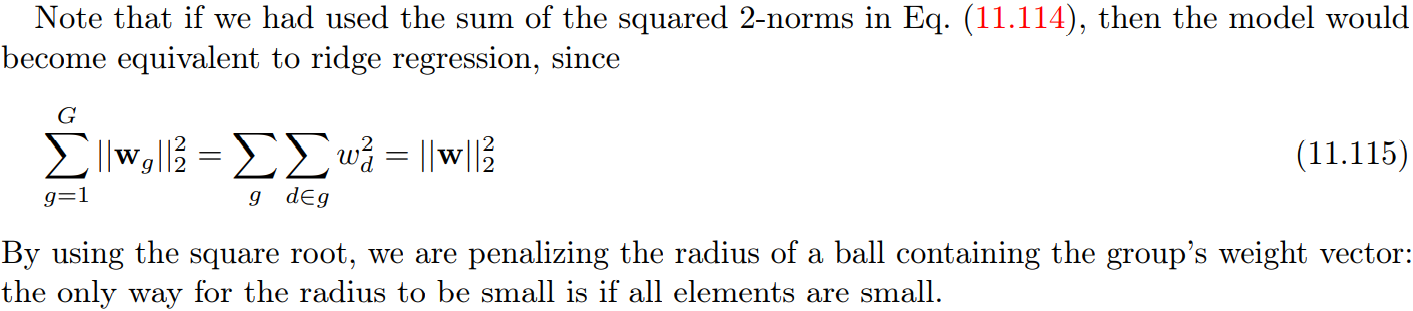 Note that if we had used the sum of the squared 2-norms in Eq. (11.114), then the model would
become equivalent to ridge regression, since
$$\sum_{g=1}^{G} ||\mathbf{w}_g||_2^2 = \sum_{g} \sum_{d \in g} w_d^2 = ||\mathbf{w}||_2^2 \tag{11.115}$$
By using the square root, we are penalizing the radius of a ball containing the group's weight vector:
the only way for the radius to be small is if all elements are small.